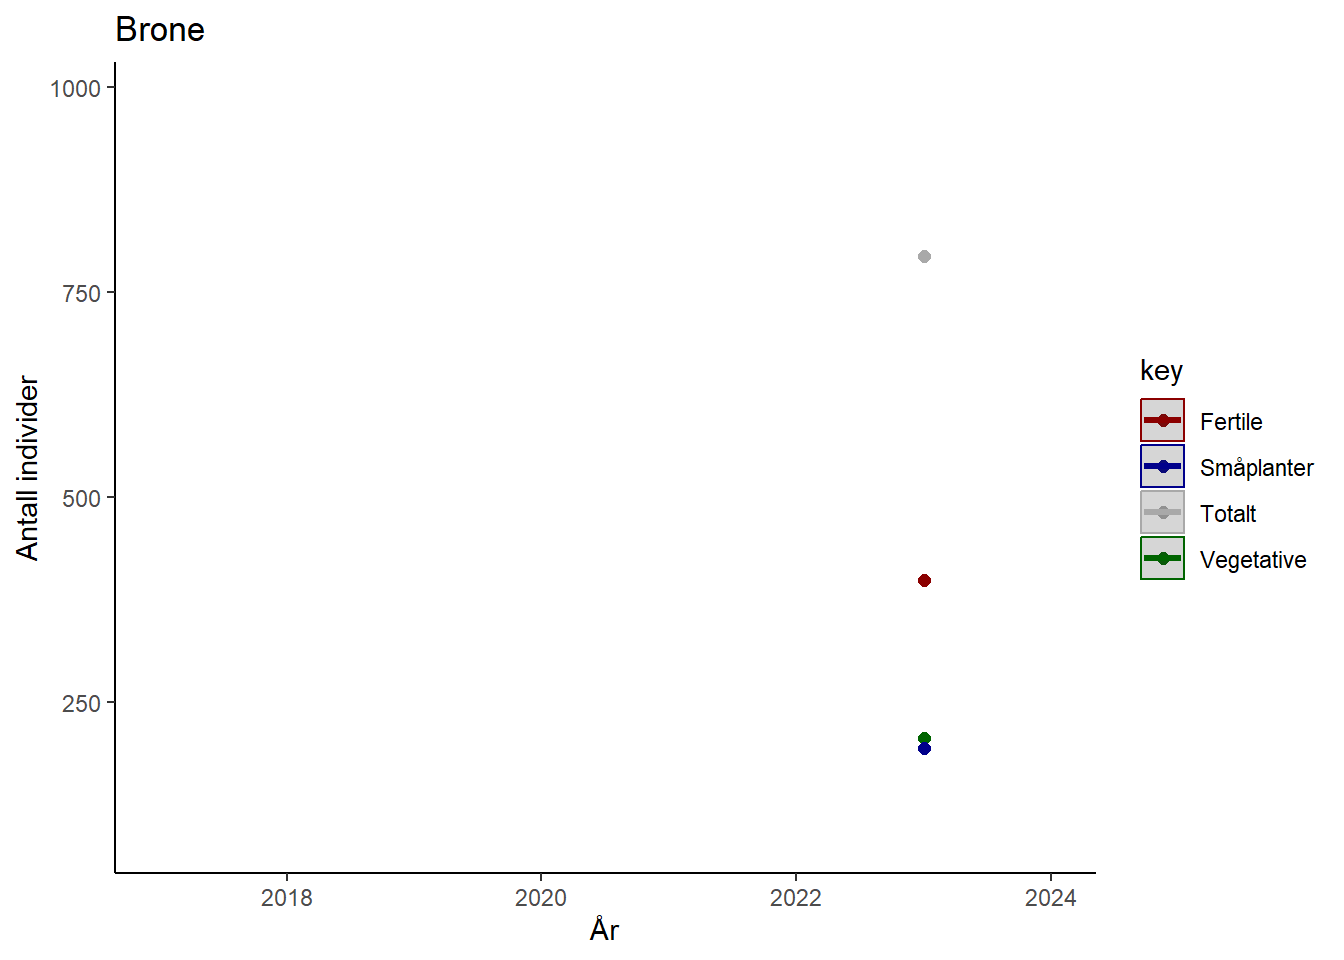 Brone
1000
750
500
250
Antall individer
2018
2020
2022
2024
År
key
Fertile
Småplanter
Totalt
Vegetative